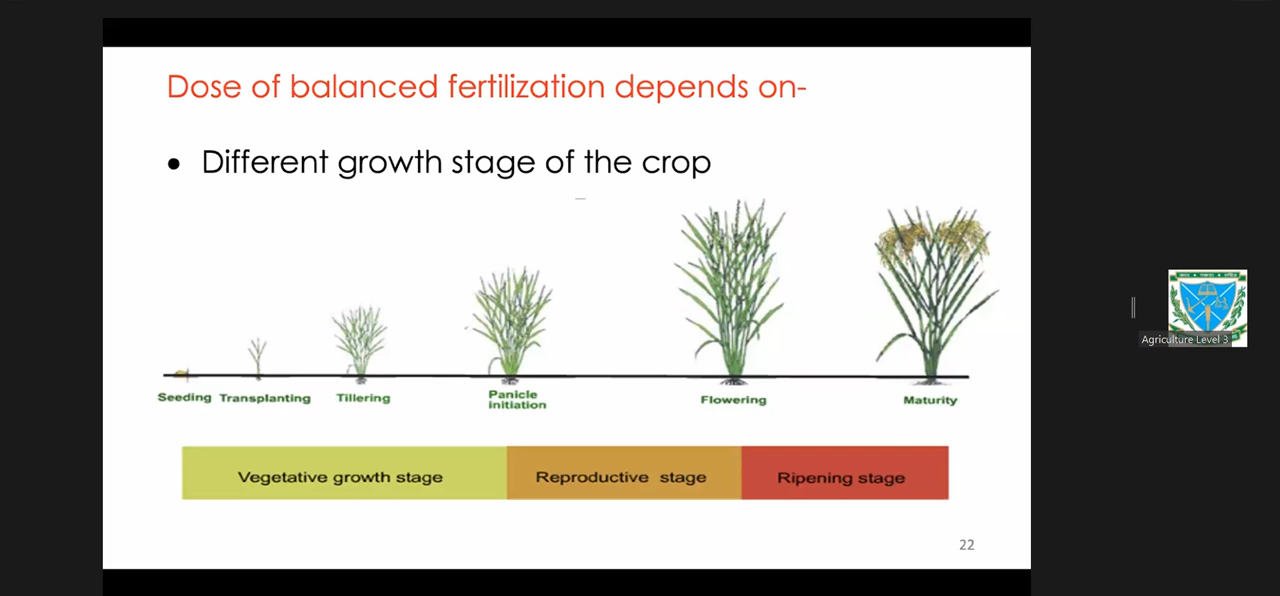 Dose of balanced fertilization depends on-
• Different growth stage of the crop
Seeding Transplanting Tillering Panicle initiation Flowering Maturity
Vegetative growth stage Reproductive stage Ripening stage
22
Agriculture Level 3